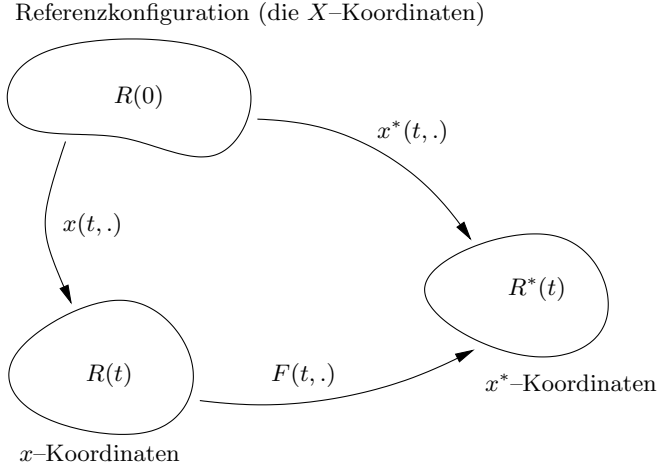 Referenzkonfiguration (die X–Koordinaten)
R(0)
x*(t,.)
x(t,.)
R*(t)
R(t)
F(t,.)
x*–Koordinaten
x–Koordinaten